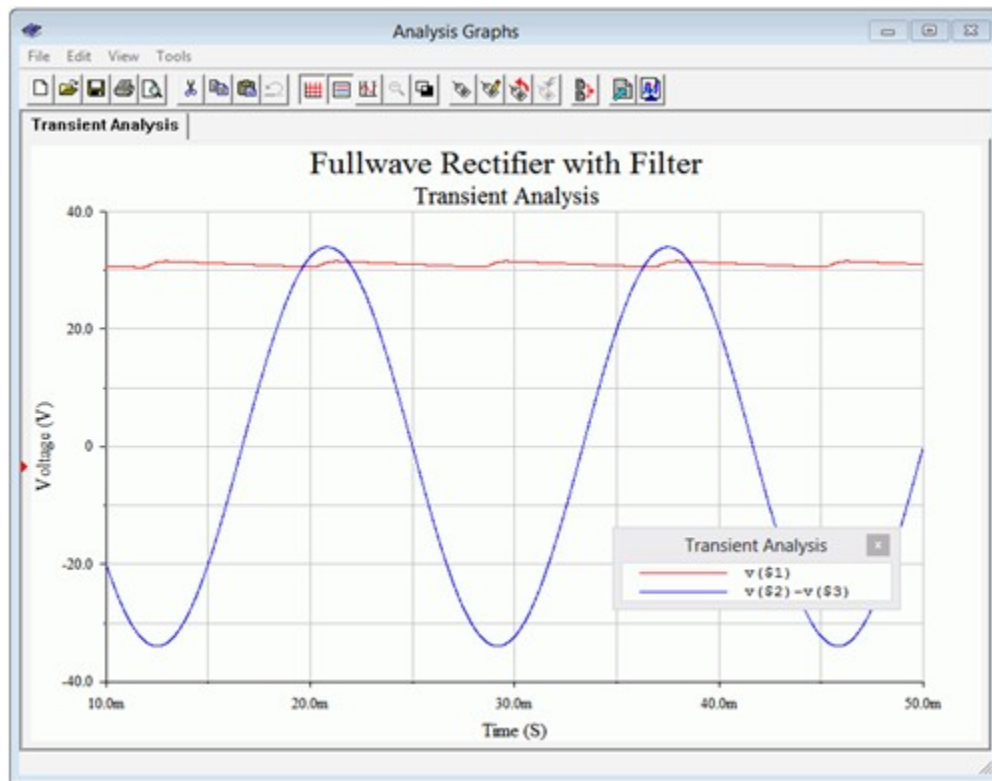 Analysis Graphs
File Edit View Tools
Transient Analysis
Fullwave Rectifier with Filter
Transient Analysis
40.0
20.0
0
-20.0
-40.0
Voltage (V)
10.0m 20.0m 30.0m 40.0m 50.0m
Time (S)
Transient Analysis
v($1)
v($2)-v($3)